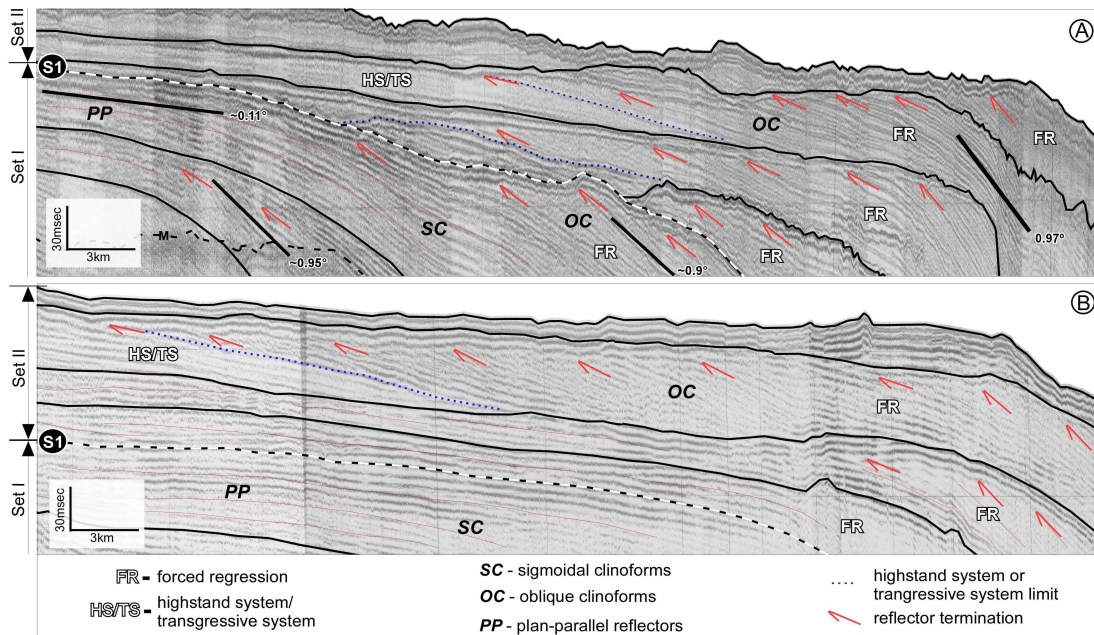 Set II
S1
Set I
A
HS/TS
PP
~0.11°
OC
FR
FR
0.97°
M
~0.95°
SC
OC
FR
~0.9°
FR
FR
30msec
3km
B
Set II
S1
Set I
HS/TS
OC
FR
PP
SC
FR
FR
30msec
3km
FR - forced regression
HS/TS - highstand system/
transgressive system
SC - sigmoidal clinoforms
OC - oblique clinoforms
PP - plan-parallel reflectors
highstand system or
trangressive system limit
reflector termination